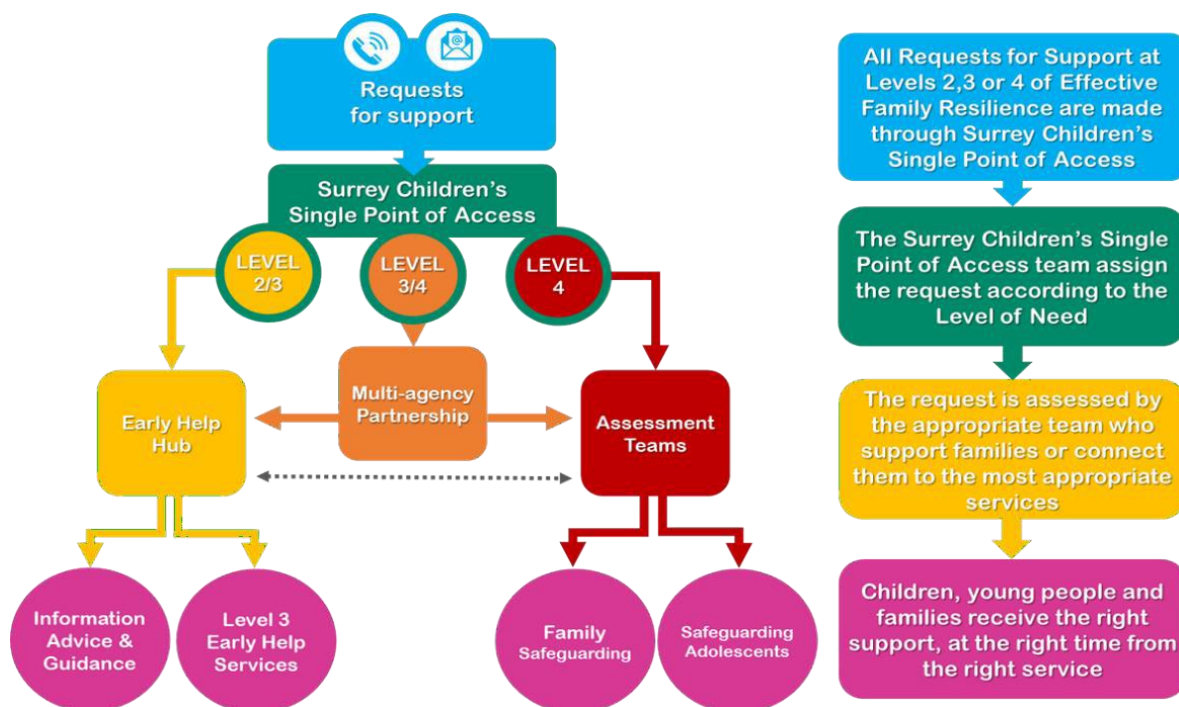 Requests
for support
Surrey Children's
Single Point of Access
LEVEL
2/3
LEVEL
3/4
LEVEL
4
Multi-agency
Partnership
Early Help
Hub
Assessment
Teams
Information
Advice &
Guidance
Level 3
Early Help
Services
Family
Safeguarding
Safeguarding
Adolescents
All Requests for Support at
Levels 2,3 or 4 of Effective
Family Resilience are made
through Surrey Children's
Single Point of Access
The Surrey Children's Single
Point of Access team assign
the request according to the
Level of Need
The request is assessed by
the appropriate team who
support families or connect
them to the most appropriate
services
Children, young people and
families receive the right
support, at the right time from
the right service